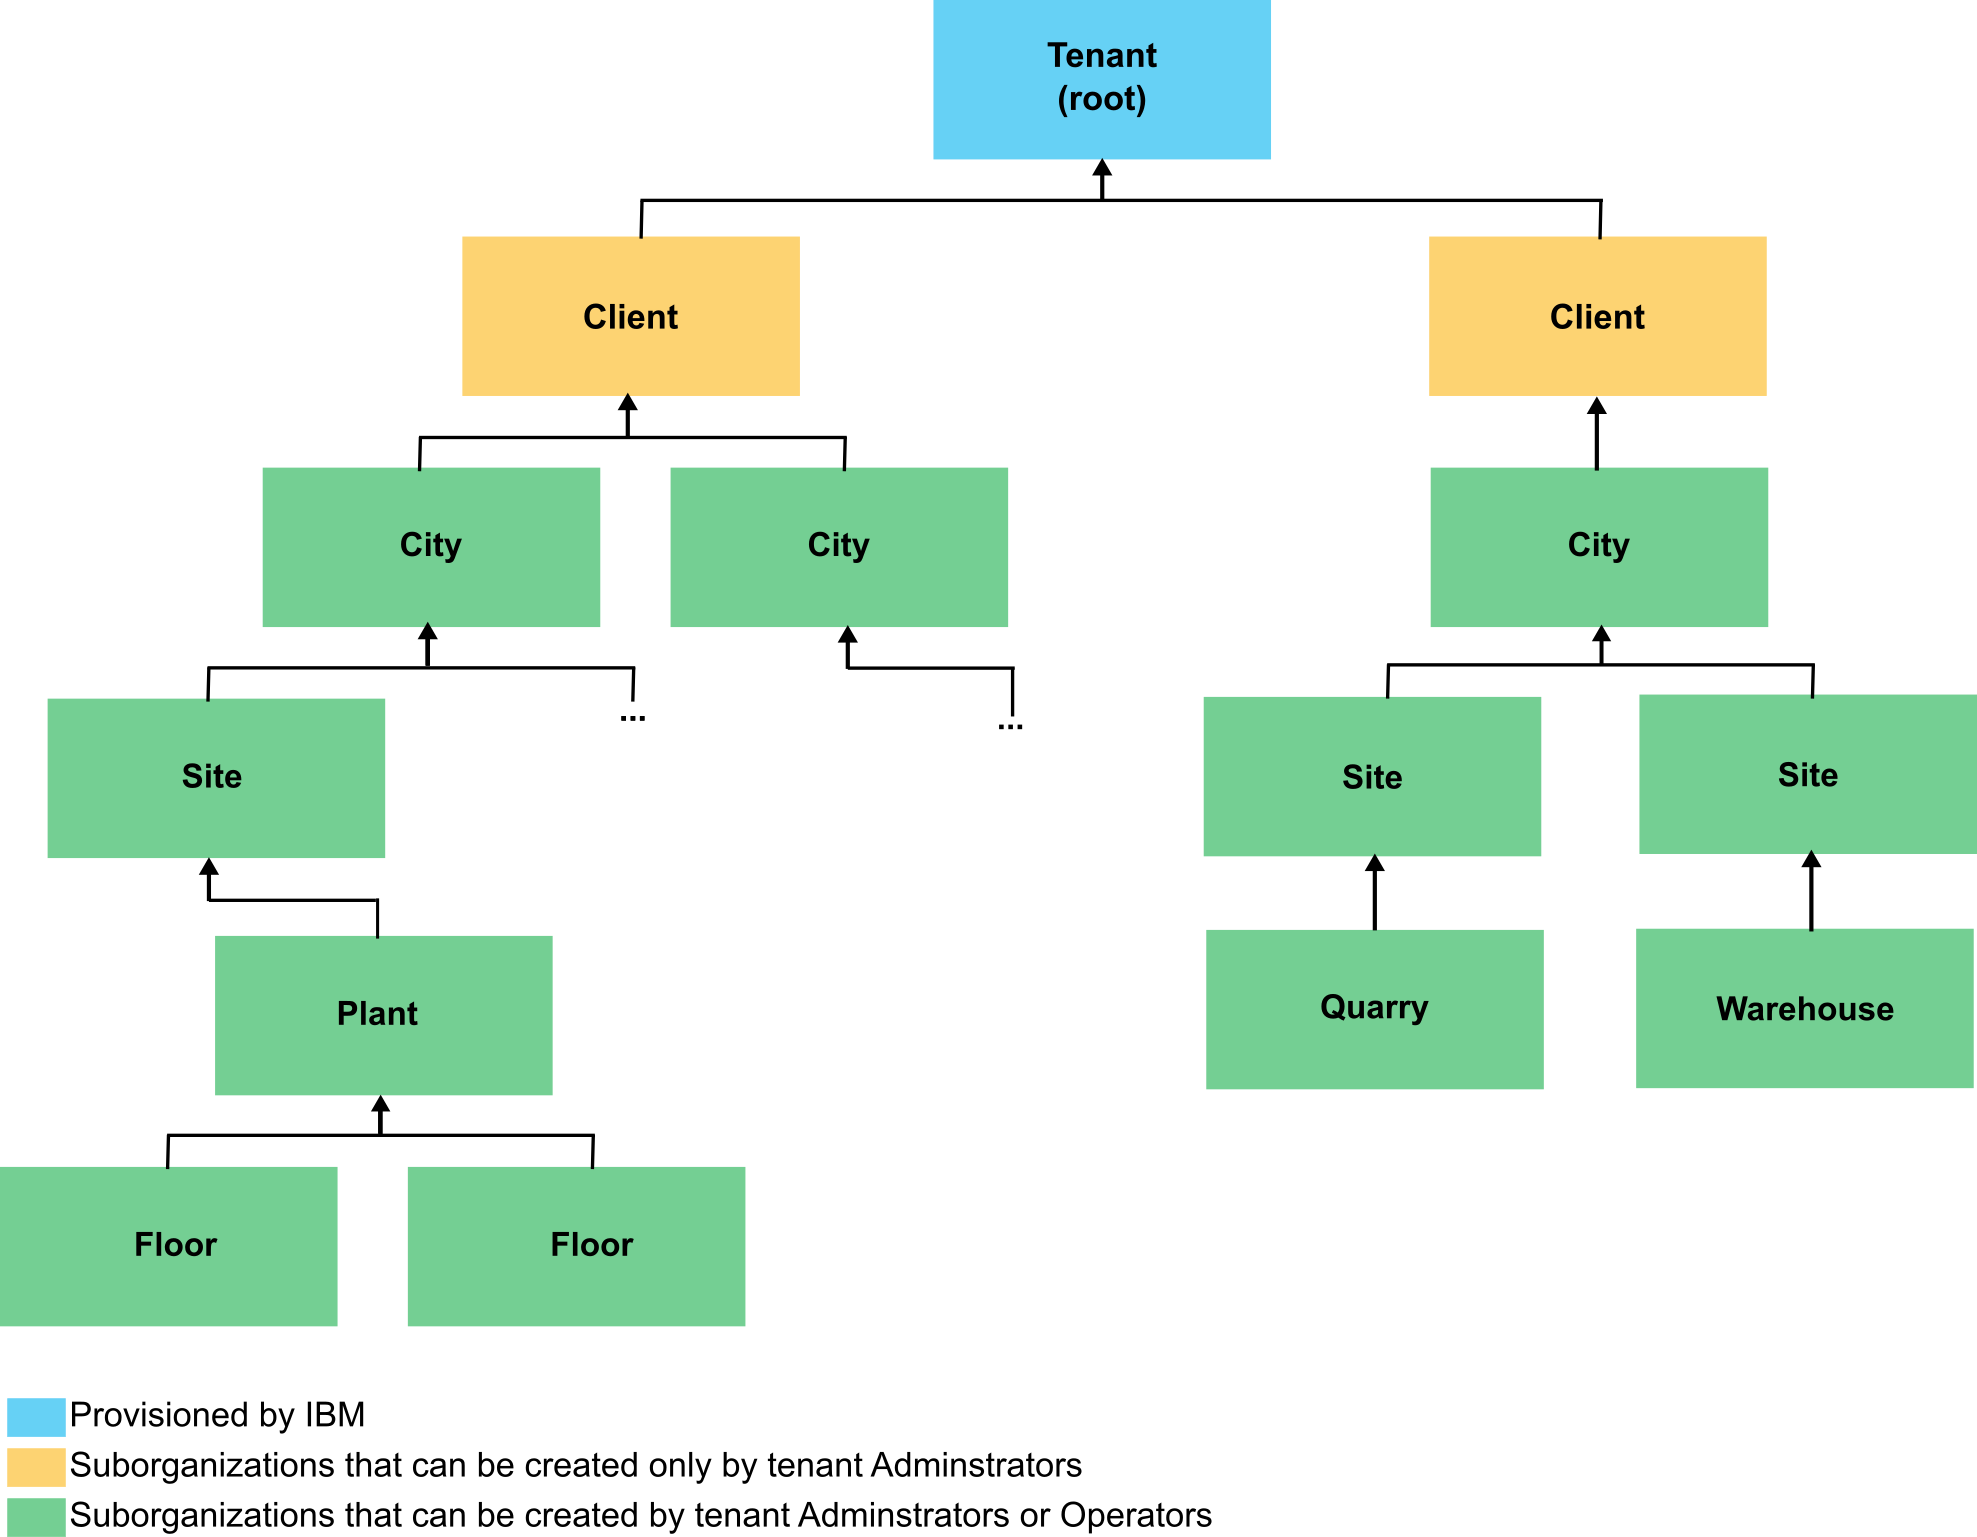 Tenant
(root)
Client
Client
City
City
City
Site
...
...
Site
Site
Plant
Quarry
Warehouse
Floor
Floor
Provisioned by IBM
Suborganizations that can be created only by tenant Adminstrators
Suborganizations that can be created by tenant Adminstrators or Operators